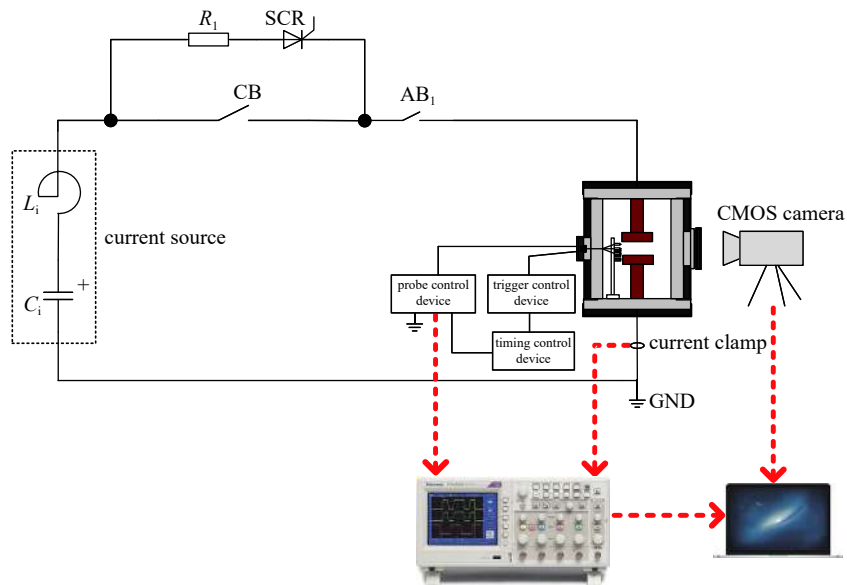 R1
SCR
CB
AB1
Li
current source
Ci
+
CMOS camera
probe control
device
trigger control
device
timing control
device
current clamp
GND